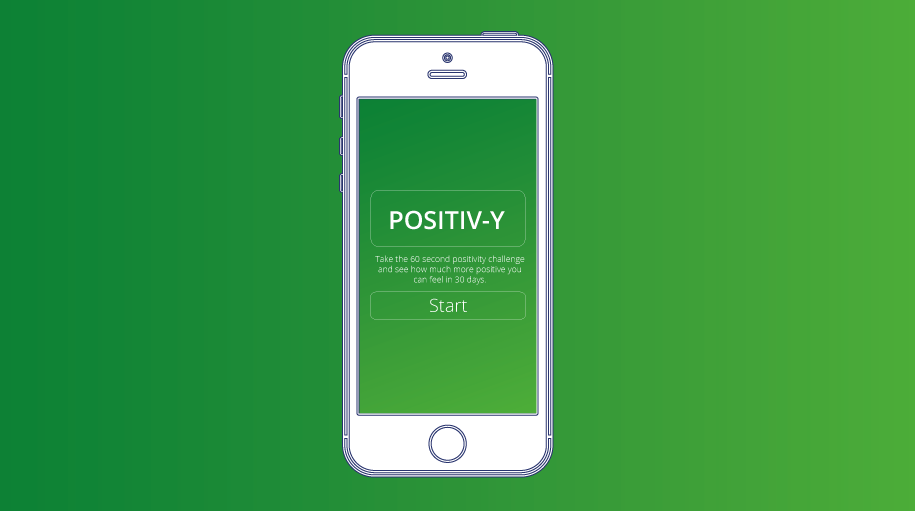 POSITIV-Y
Take the 60 second positivity challenge
and see how much more positive you
can feel in 30 days.
Start